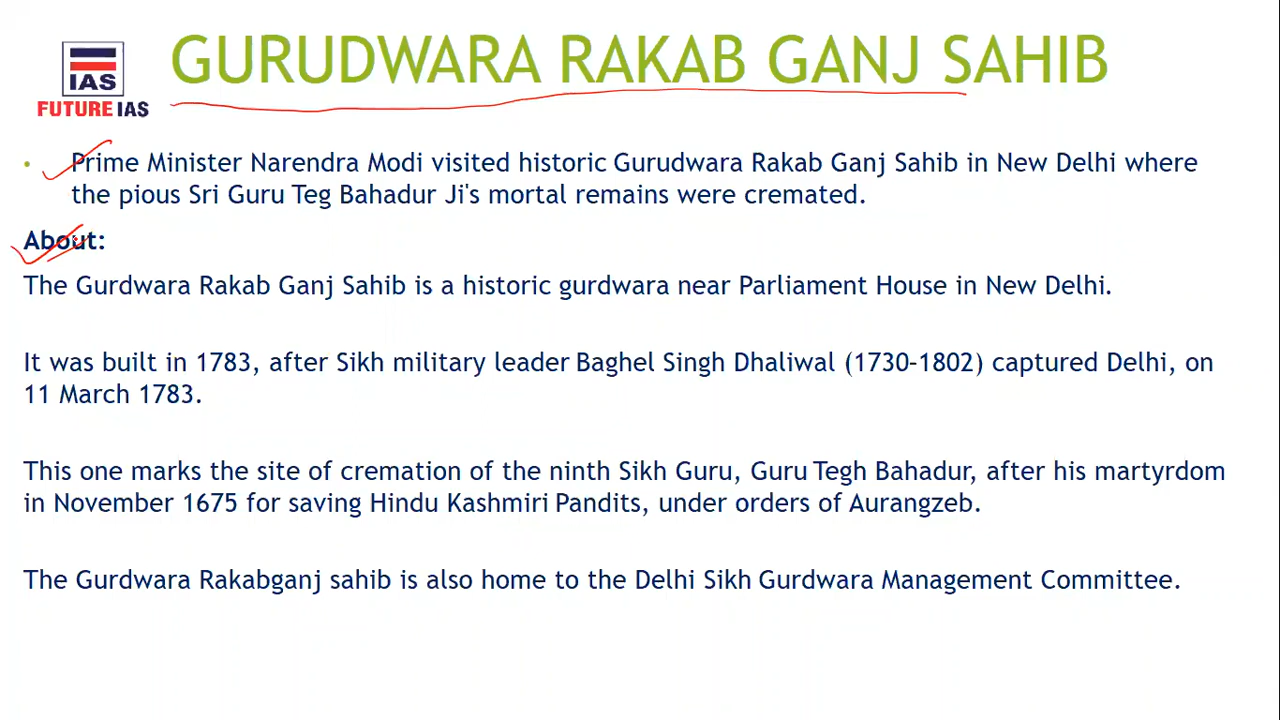 GURUDWARA RAKAB GANJ SAHIB
IAS
FUTURE IAS
• Prime Minister Narendra Modi visited historic Gurudwara Rakab Ganj Sahib in New Delhi where
the pious Sri Guru Teg Bahadur Ji's mortal remains were cremated.
About:
The Gurdwara Rakab Ganj Sahib is a historic gurdwara near Parliament House in New Delhi.
It was built in 1783, after Sikh military leader Baghel Singh Dhaliwal (1730–1802) captured Delhi, on
11 March 1783.
This one marks the site of cremation of the ninth Sikh Guru, Guru Tegh Bahadur, after his martyrdom
in November 1675 for saving Hindu Kashmiri Pandits, under orders of Aurangzeb.
The Gurdwara Rakabganj sahib is also home to the Delhi Sikh Gurdwara Management Committee.